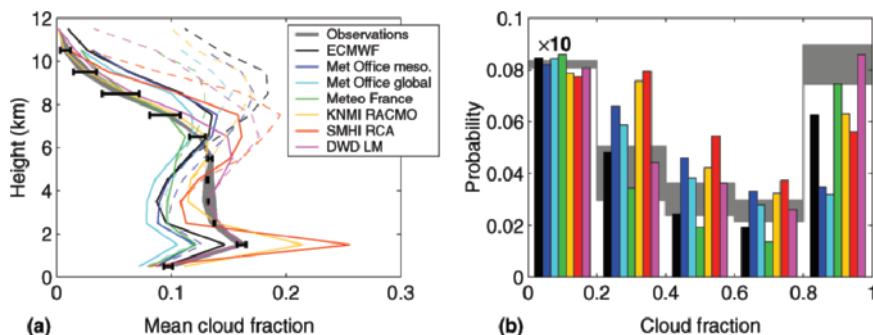 12
10
8
6
4
2
0
Height (km)
0
0.1
0.2
0.3
(a)
Mean cloud fraction
Observations
ECMWF
Met Office meso.
Met Office global
Meteo France
KNMI RACMO
SMHI RCA
DWD LM
0.1
0.08
0.06
0.04
0.02
0
Probability
×10
0
0.2
0.4
0.6
0.8
1
(b)
Cloud fraction